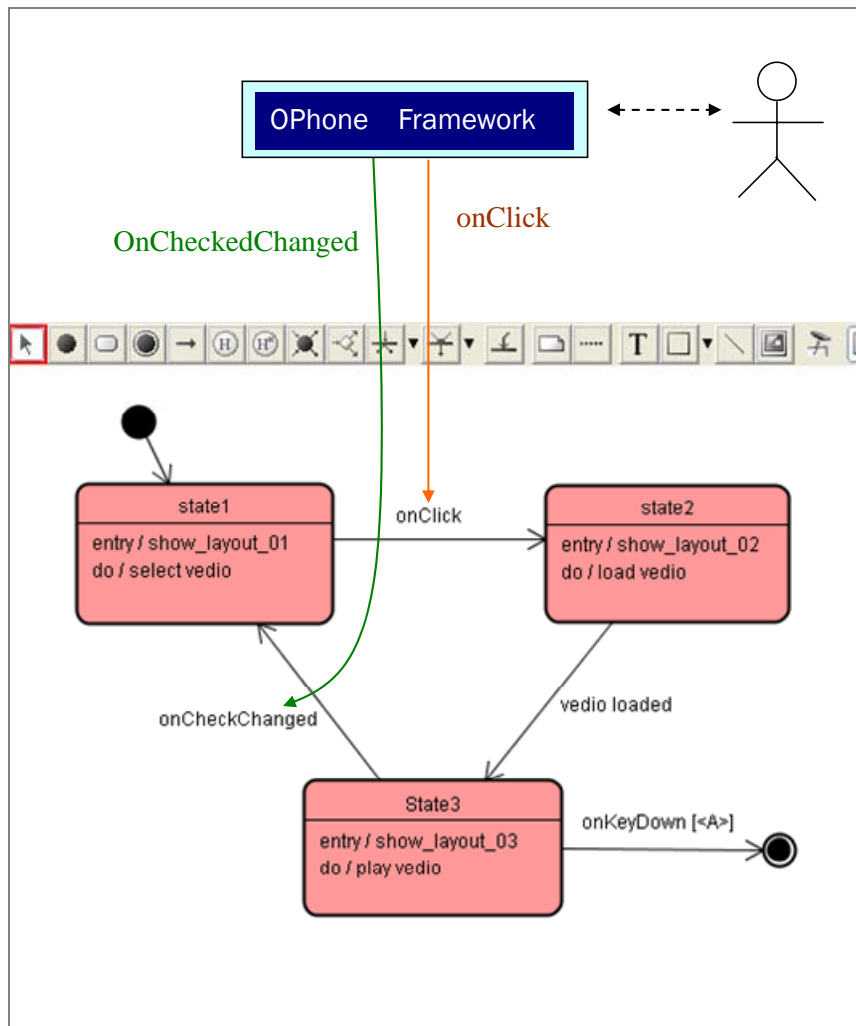 OPhone Framework
onClick
OnCheckedChanged
H
H*
T
state1
entry / show_layout_01
do / select vedio
onClick
state2
entry / show_layout_02
do / load vedio
onCheckChanged
vedio loaded
State3
entry / show_layout_03
do / play vedio
onKeyDown [<A>]